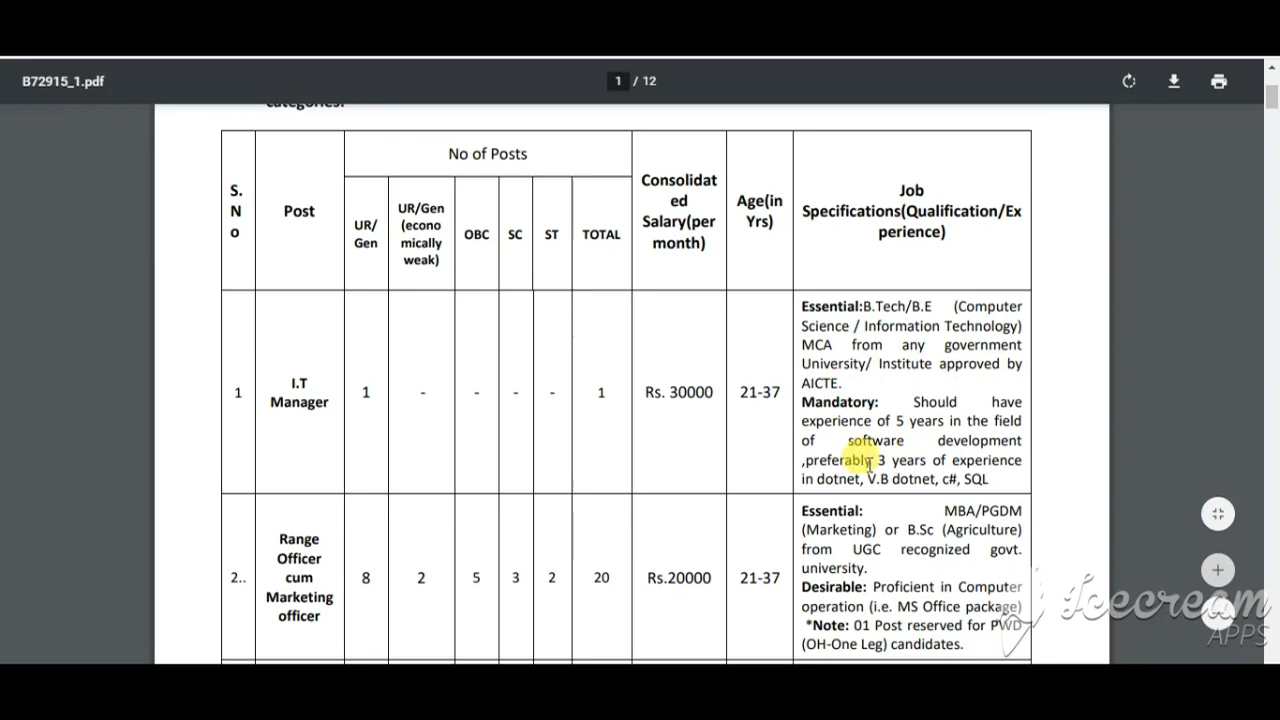 B72915_1.pdf
1 / 12
categories.
S.
N
o
Post
No of Posts
UR/
Gen
UR/Gen
(econo
mically
weak)
OBC
SC
ST
TOTAL
Consolidat
ed
Salary(per
month)
Age(in
Yrs)
Job
Specifications(Qualification/Ex
perience)
1
I.T
Manager
1
-
-
-
-
1
Rs. 30000
21-37
Essential:B.Tech/B.E (Computer
Science / Information Technology)
MCA from any government
University/ Institute approved by
AICTE.
Mandatory: Should have
experience of 5 years in the field
of software development
,preferably 3 years of experience
in dotnet, V.B dotnet, c#, SQL
2..
Range
Officer
cum
Marketing
officer
8
2
5
3
2
20
Rs.20000
21-37
Essential: MBA/PGDM
(Marketing) or B.Sc (Agriculture)
from UGC recognized govt.
university.
Desirable: Proficient in Computer
operation (i.e. MS Office package)
*Note: 01 Post reserved for PWD
(OH-One Leg) candidates.
Icecream
APPS